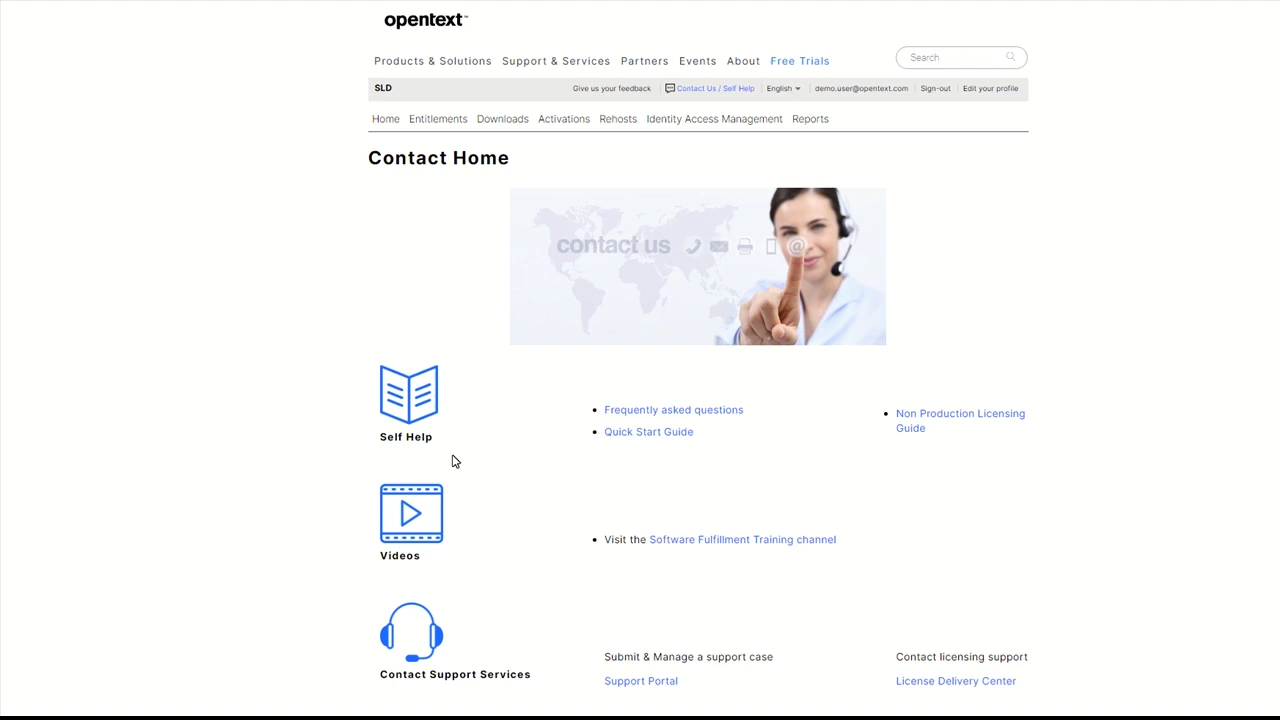 opentext™
Products & Solutions Support & Services Partners Events About Free Trials
Search
SLD
Give us your feedback Contact Us / Self Help English demo.user@opentext.com Sign-out Edit your profile
Home Entitlements Downloads Activations Rehosts Identity Access Management Reports
Contact Home
contact us @
Self Help
Frequently asked questions
Quick Start Guide
Non Production Licensing
Guide
Videos
Visit the Software Fulfillment Training channel
Contact Support Services
Submit & Manage a support case
Support Portal
Contact licensing support
License Delivery Center